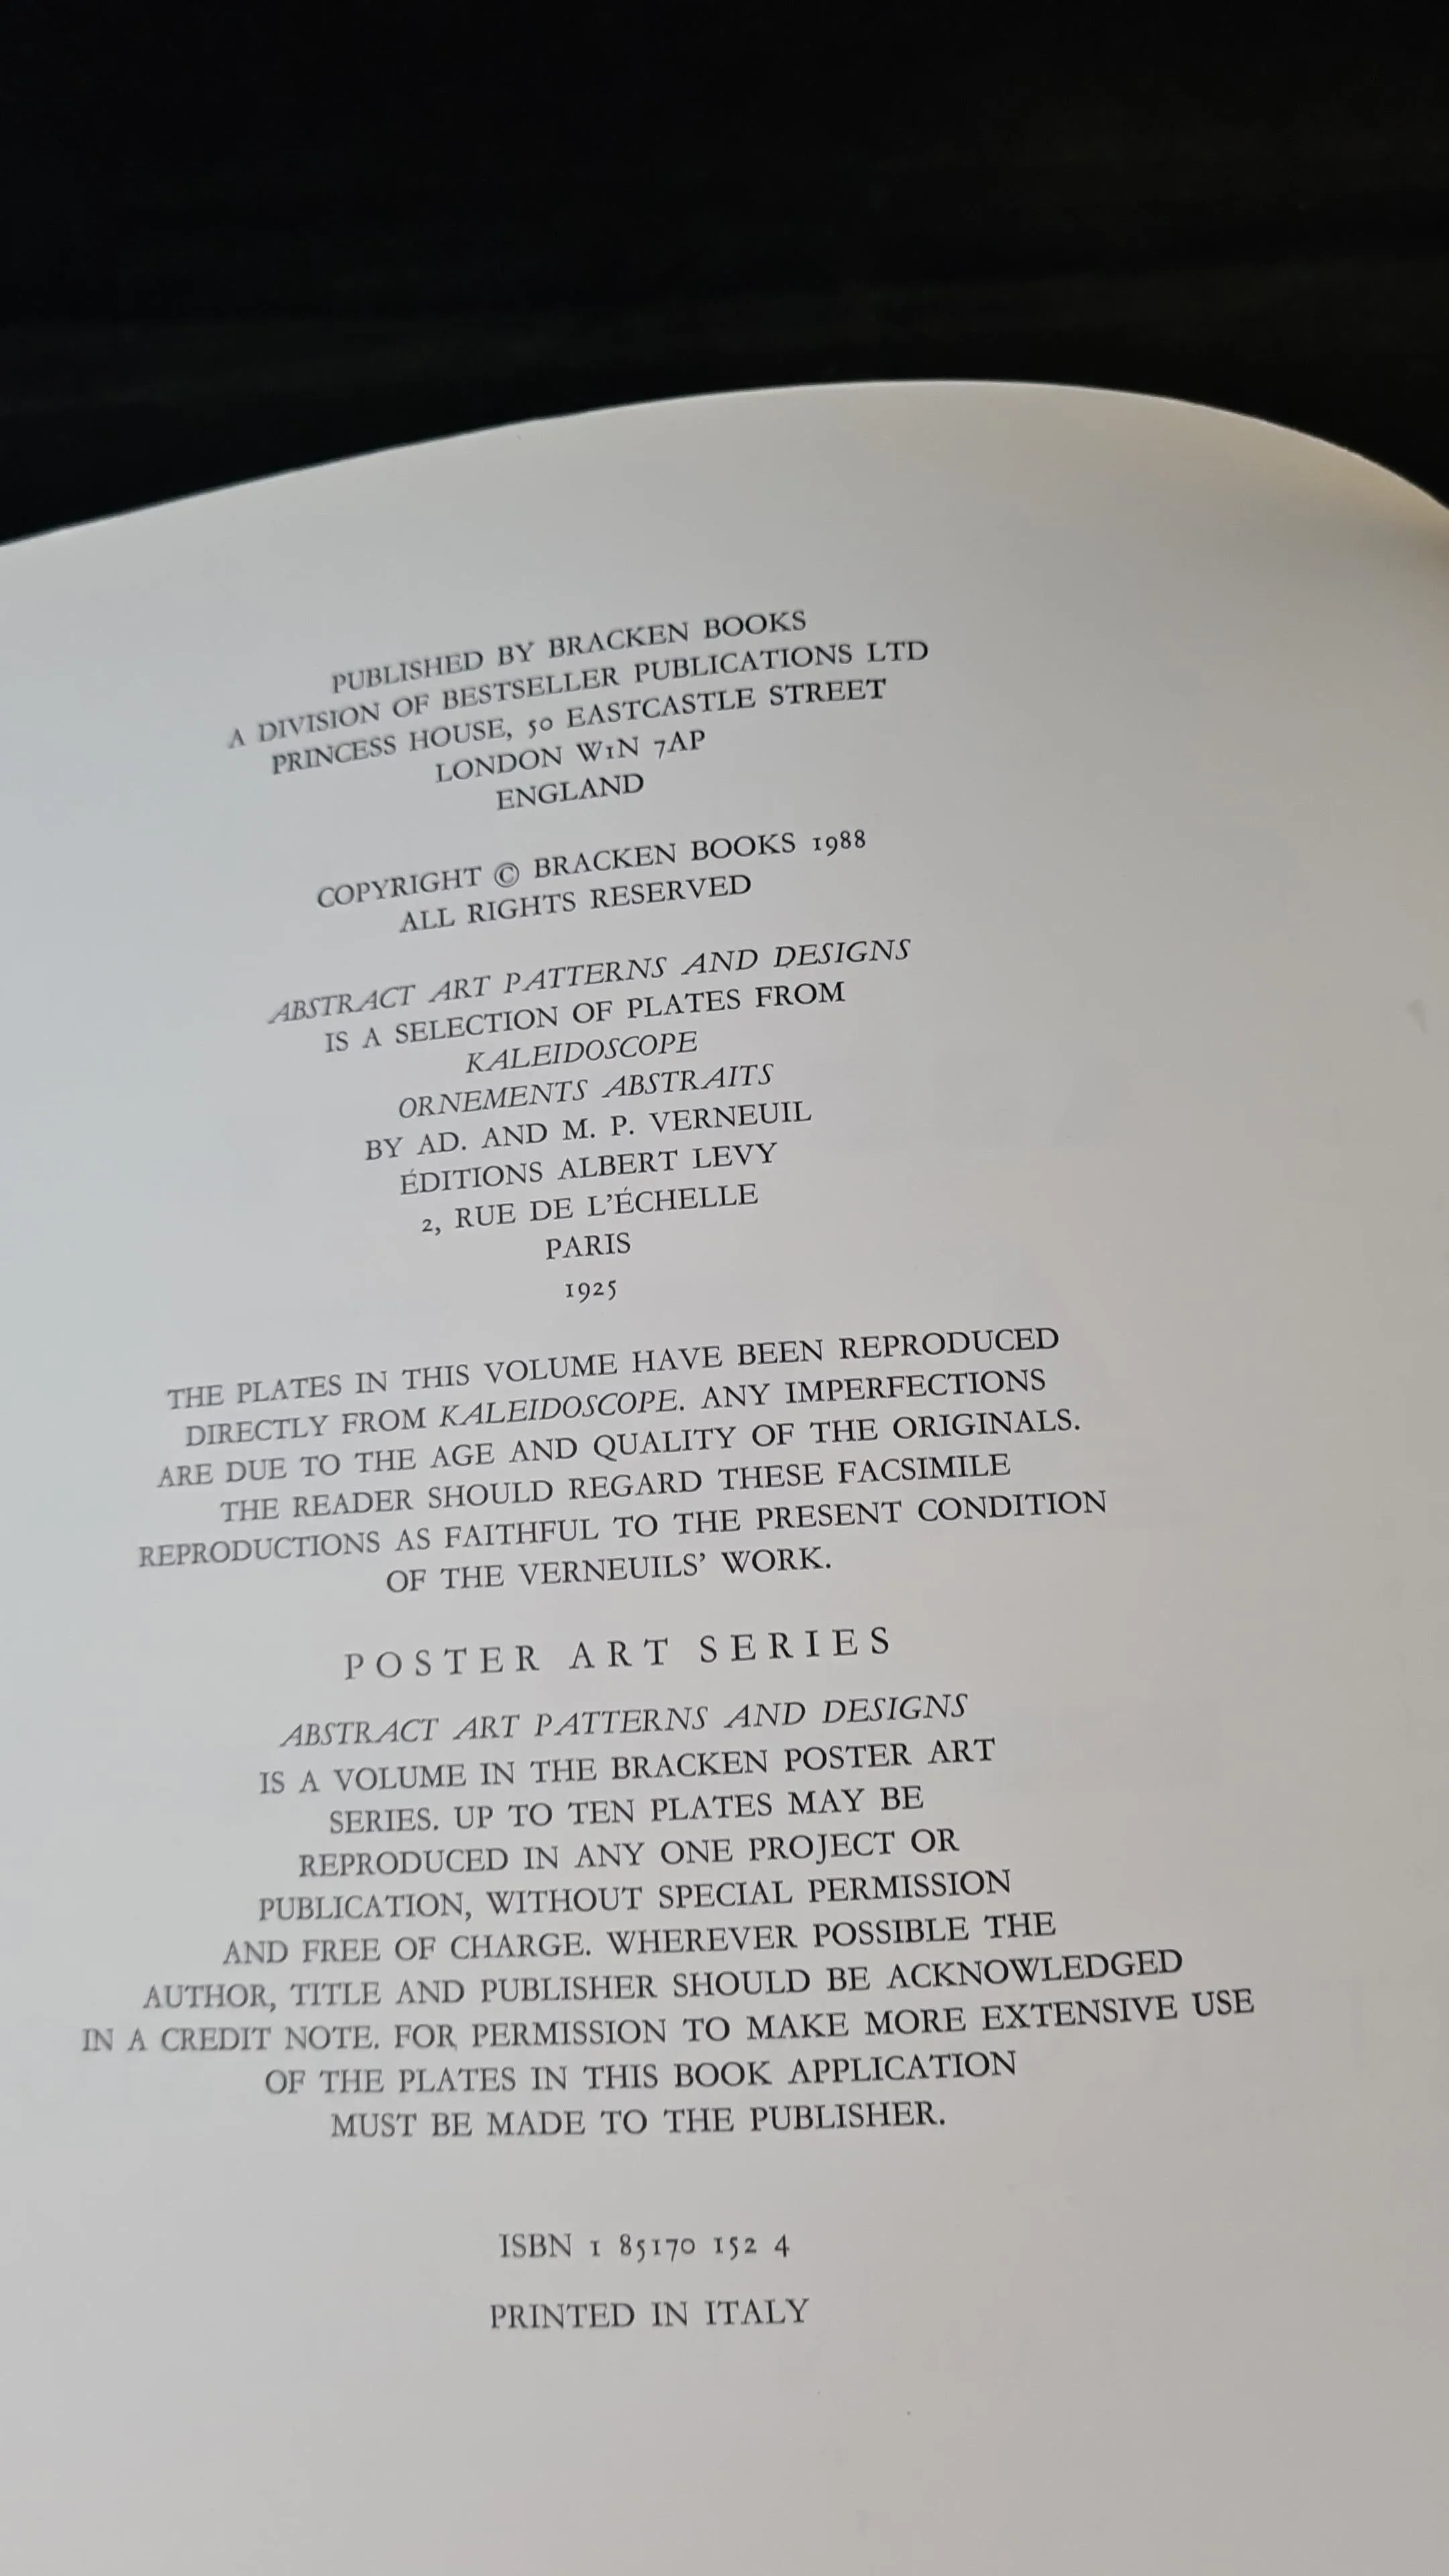 PUBLISHED BY BRACKEN BOOKS
A DIVISION OF BESTSELLER PUBLICATIONS LTD
PRINCESS HOUSE, 50 EASTCASTLE STREET
LONDON W1N 7AP
ENGLAND
COPYRIGHT © BRACKEN BOOKS 1988
ALL RIGHTS RESERVED
ABSTRACT ART PATTERNS AND DESIGNS
IS A SELECTION OF PLATES FROM
KALEIDOSCOPE
ORNEMENTS ABSTRAITS
BY AD. AND M. P. VERNEUIL
ÉDITIONS ALBERT LEVY
2, RUE DE L'ÉCHELLE
PARIS
1925
THE PLATES IN THIS VOLUME HAVE BEEN REPRODUCED
DIRECTLY FROM KALEIDOSCOPE. ANY IMPERFECTIONS
ARE DUE TO THE AGE AND QUALITY OF THE ORIGINALS.
THE READER SHOULD REGARD THESE FACSIMILE
REPRODUCTIONS AS FAITHFUL TO THE PRESENT CONDITION
OF THE VERNEUILS' WORK.
POSTER ART SERIES
ABSTRACT ART PATTERNS AND DESIGNS
IS A VOLUME IN THE BRACKEN POSTER ART
SERIES. UP TO TEN PLATES MAY BE
REPRODUCED IN ANY ONE PROJECT OR
PUBLICATION, WITHOUT SPECIAL PERMISSION
AND FREE OF CHARGE. WHEREVER POSSIBLE THE
AUTHOR, TITLE AND PUBLISHER SHOULD BE ACKNOWLEDGED
IN A CREDIT NOTE. FOR PERMISSION TO MAKE MORE EXTENSIVE USE
OF THE PLATES IN THIS BOOK APPLICATION
MUST BE MADE TO THE PUBLISHER.
ISBN 1 85170 152 4
PRINTED IN ITALY